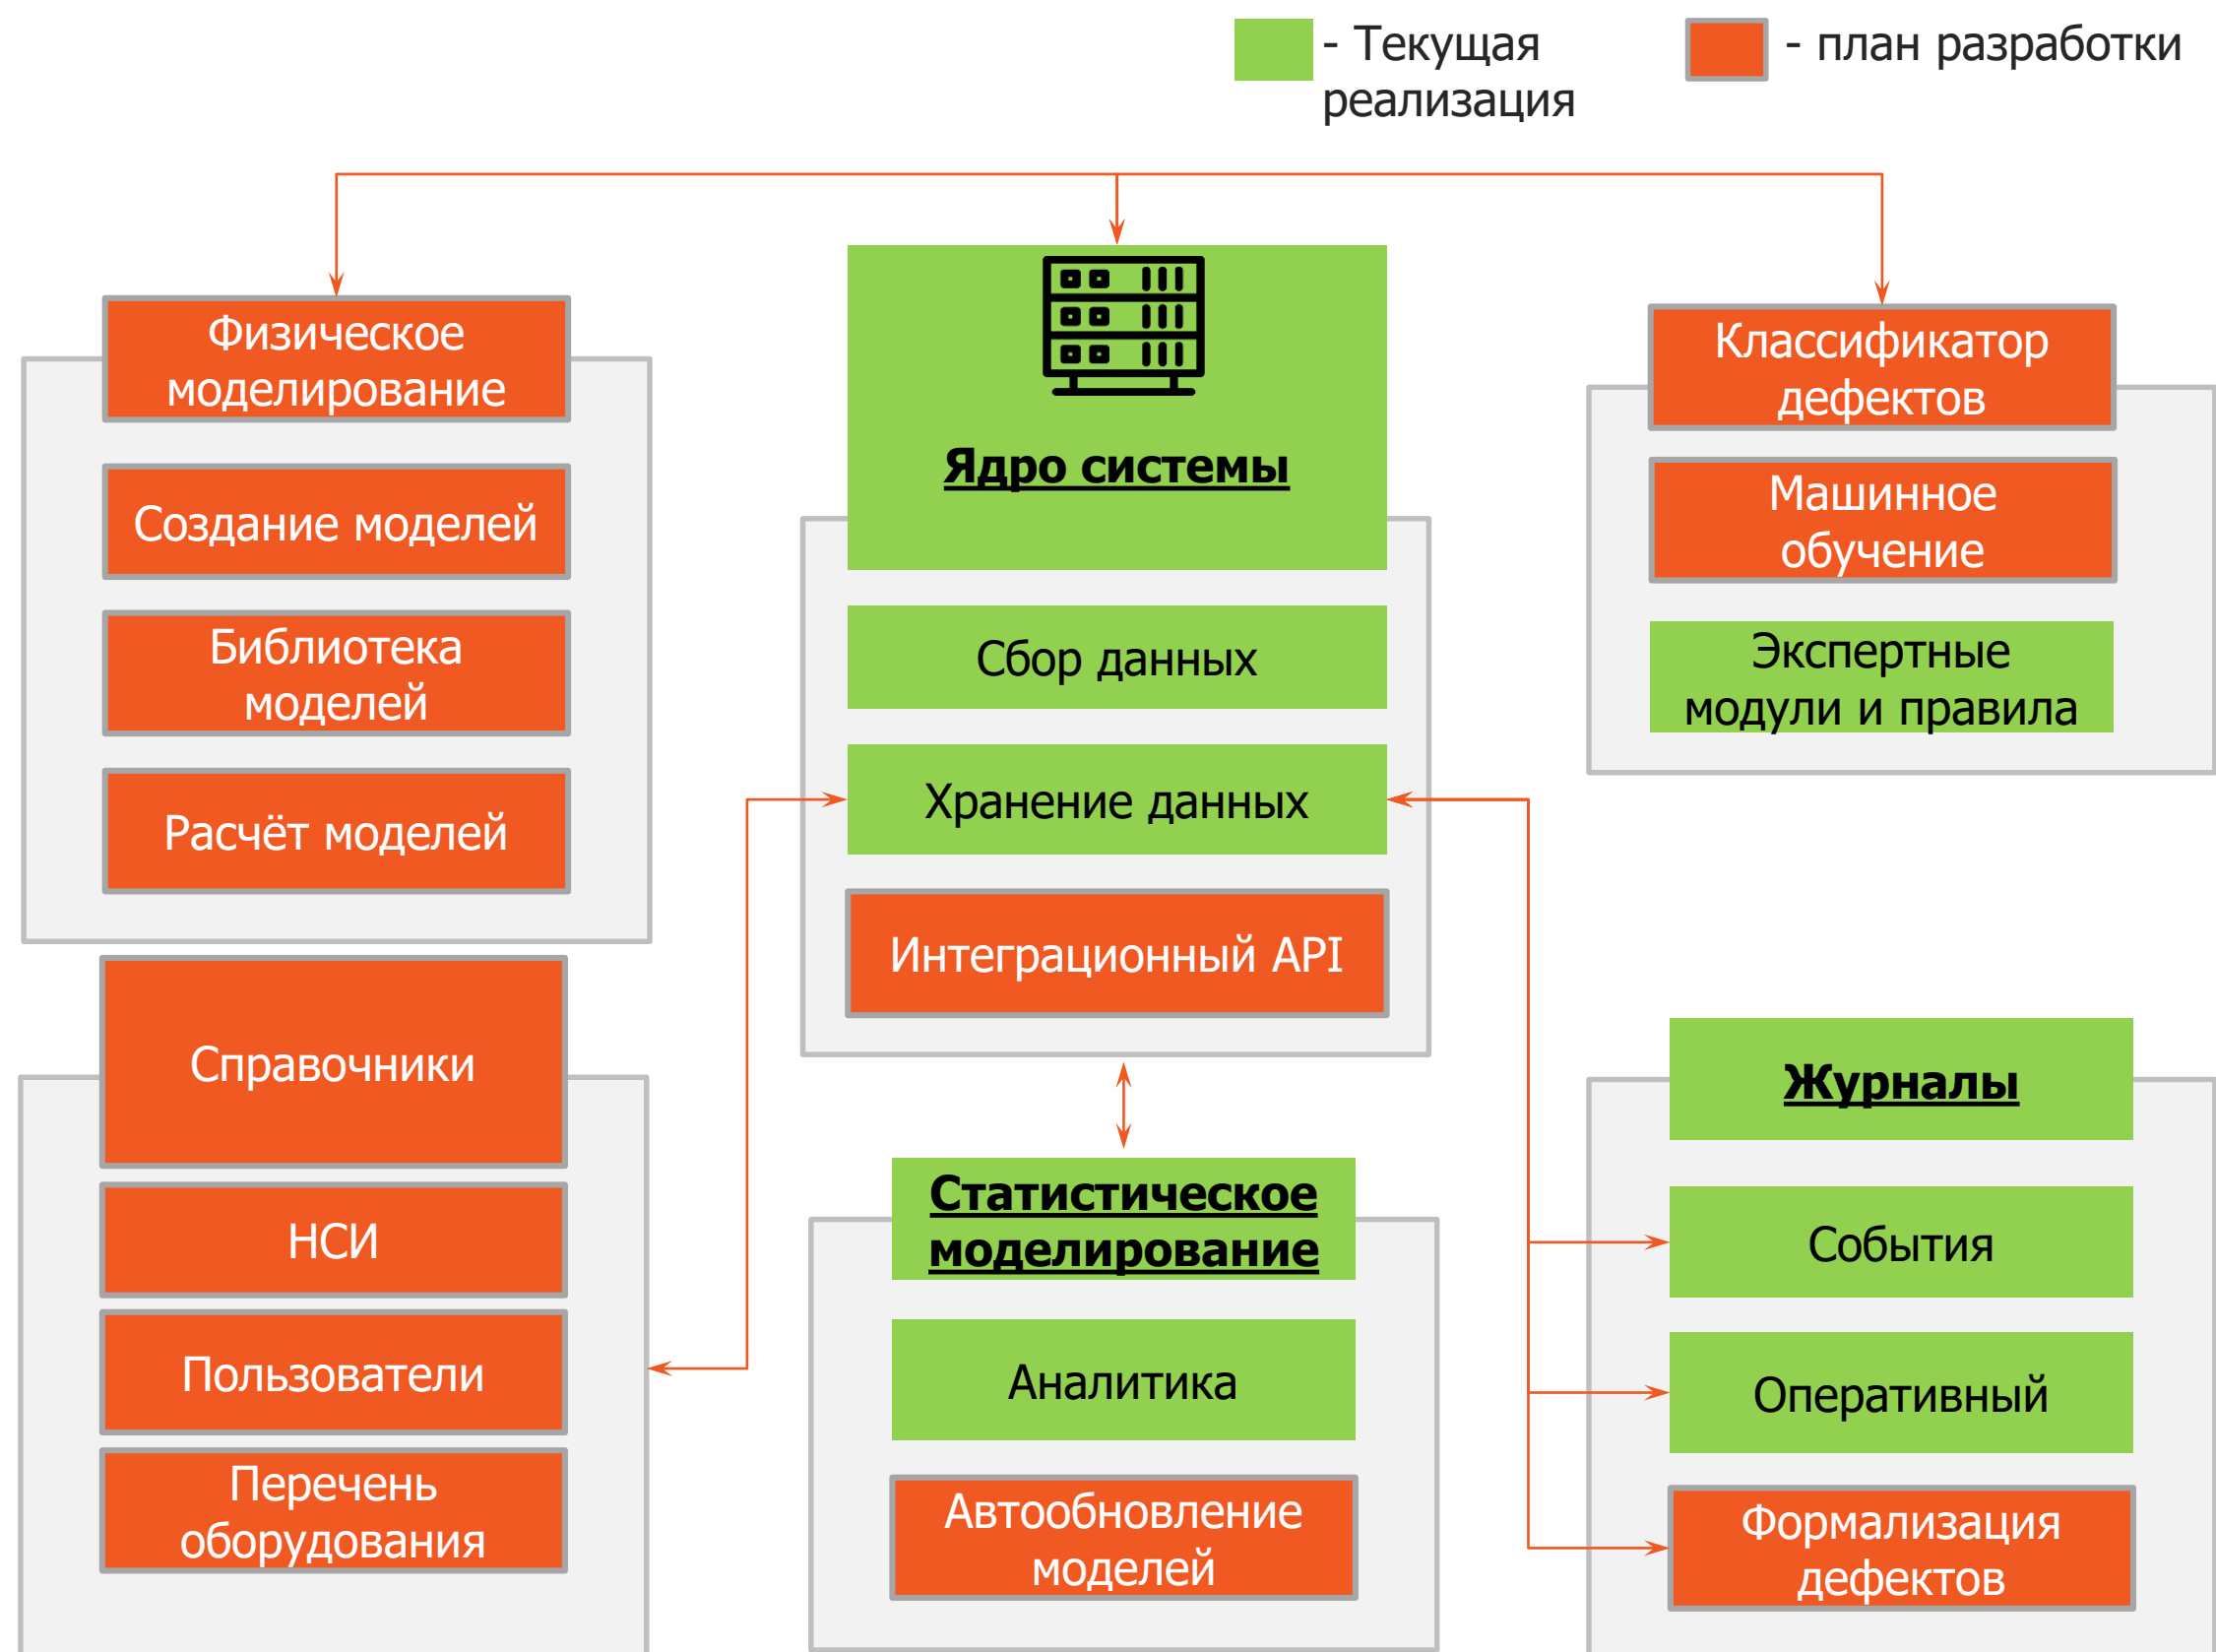 - Текущая
реализация
- план разработки
Физическое
моделирование
Создание моделей
Библиотека
моделей
Расчёт моделей
Ядро системы
Сбор данных
Хранение данных
Интеграционный API
Классификатор
дефектов
Машинное
обучение
Экспертные
модули и правила
Справочники
НСИ
Пользователи
Перечень
оборудования
Статистическое
моделирование
Аналитика
Автообновление
моделей
Журналы
События
Оперативный
Формализация
дефектов